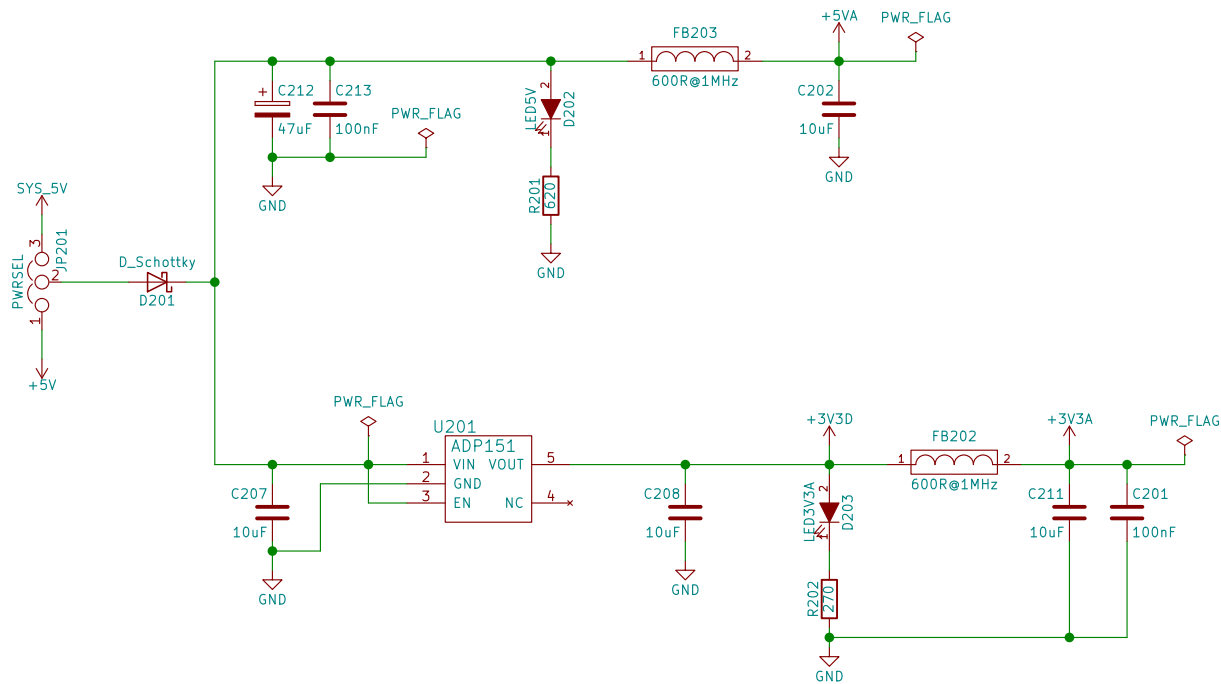 +5VA
PWR_FLAG
FB203
1
2
600R@1MHz
+
C212
47uF
C213
100nF
PWR_FLAG
2
LED5V
D202
1
C202
10uF
GND
GND
R201
620
GND
SYS_5V
3
JP201
PWRSEL
2
1
+5V
D_Schottky
D201
PWR_FLAG
U201
ADP151
1
VIN
VOUT
5
2
GND
3
EN
NC
4
C207
10uF
GND
C208
10uF
GND
+3V3D
2
LED3V3A
D203
1
R202
270
GND
FB202
1
2
600R@1MHz
+3V3A
PWR_FLAG
C211
10uF
C201
100nF